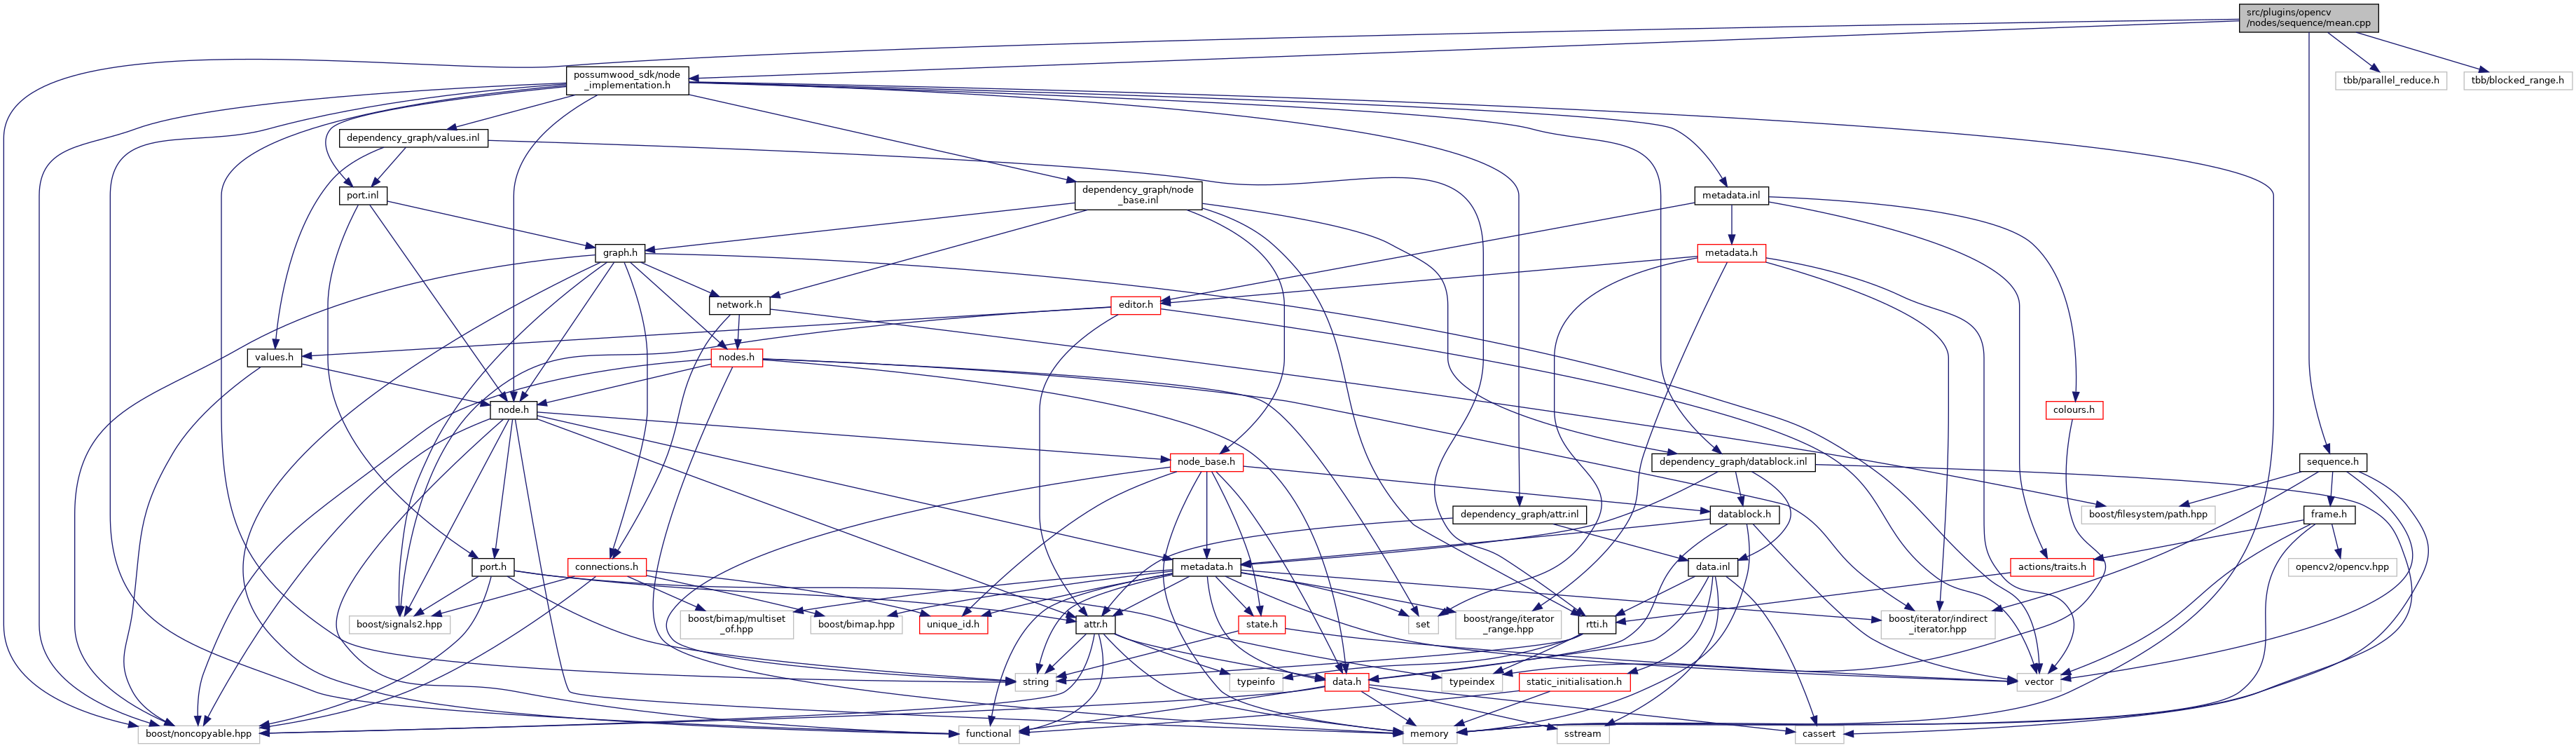 src/plugins/opencv
/nodes/sequence/mean.cpp
possumwood_sdk/node
_implementation.h
tbb/parallel_reduce.h
tbb/blocked_range.h
dependency_graph/values.inl
port.inl
dependency_graph/node
_base.inl
metadata.inl
graph.h
metadata.h
network.h
editor.h
values.h
nodes.h
node.h
colours.h
node_base.h
dependency_graph/datablock.inl
sequence.h
dependency_graph/attr.inl
datablock.h
boost/filesystem/path.hpp
frame.h
port.h
connections.h
metadata.h
data.inl
actions/traits.h
opencv2/opencv.hpp
boost/signals2.hpp
boost/bimap/multiset
_of.hpp
boost/bimap.hpp
unique_id.h
attr.h
state.h
set
boost/range/iterator
_range.hpp
rtti.h
boost/iterator/indirect
_iterator.hpp
string
typeinfo
data.h
typeindex
static_initialisation.h
vector
boost/noncopyable.hpp
functional
memory
sstream
cassert